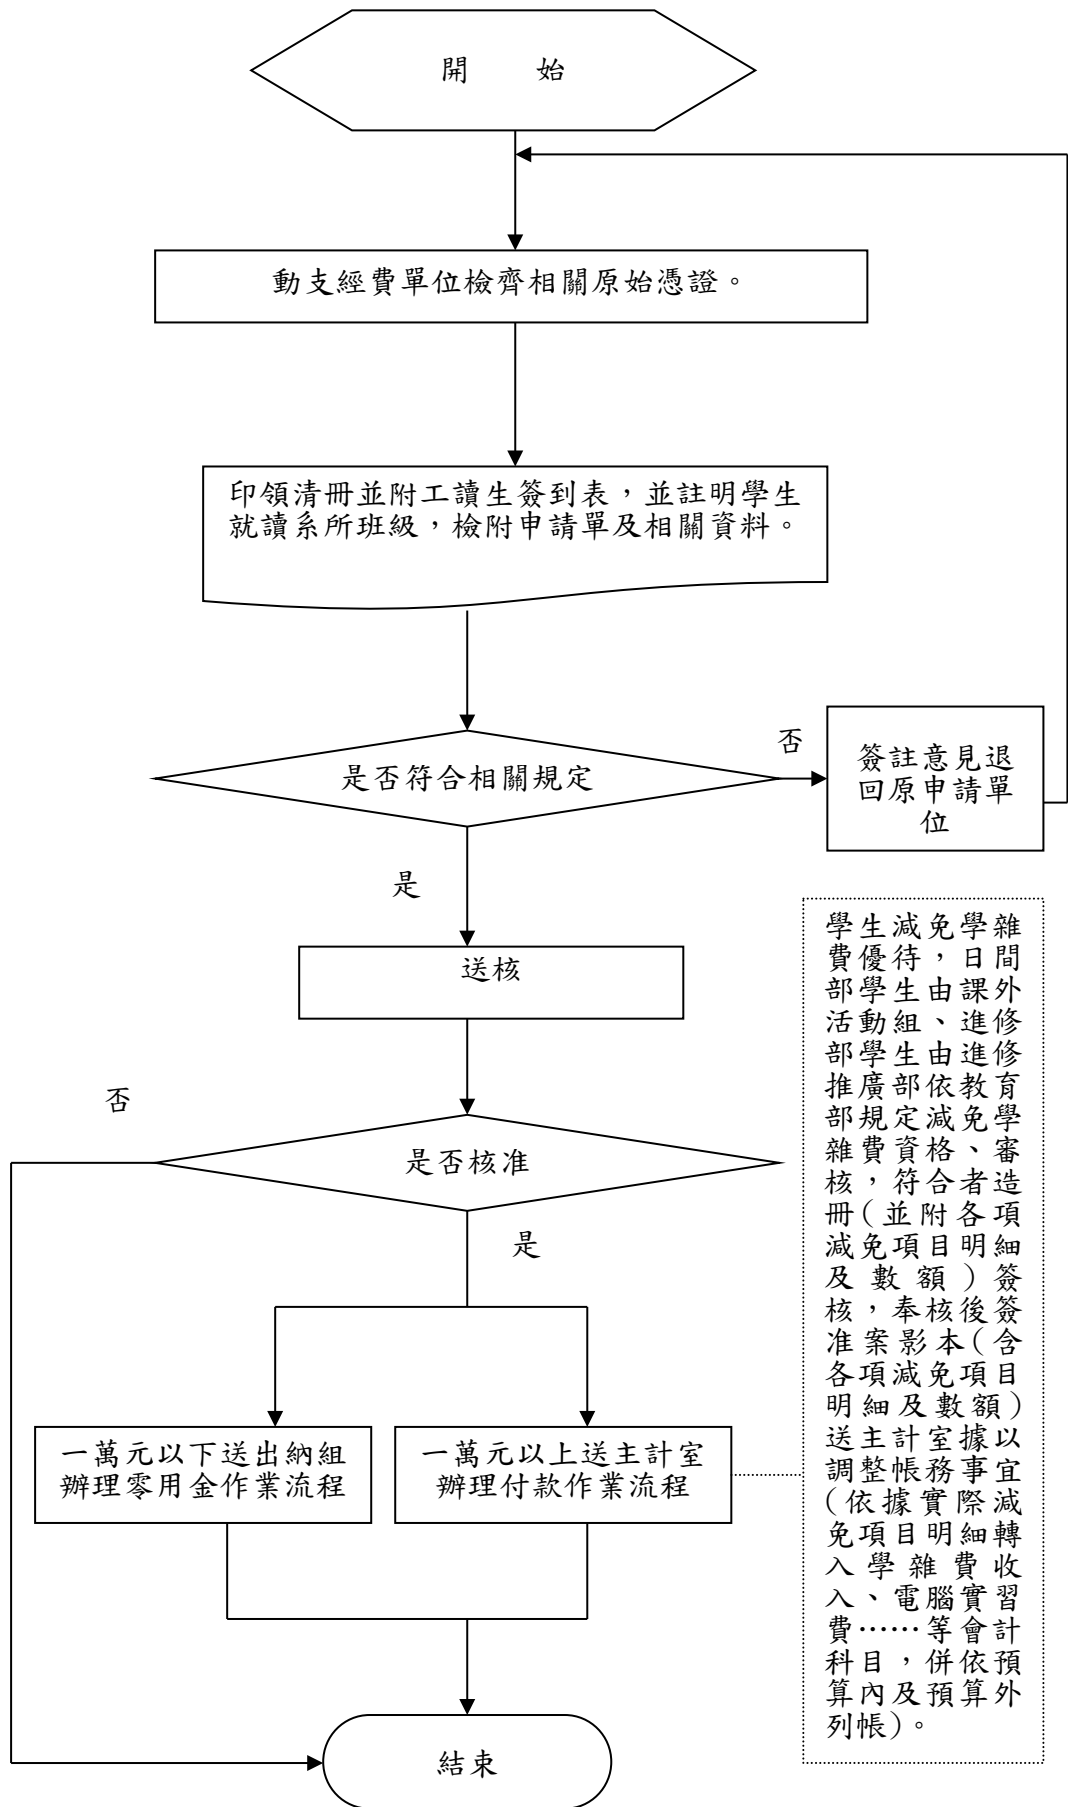 開　始
動支經費單位檢齊相關原始憑證。
印領清冊並附工讀生簽到表，並註明學生
就讀系所班級，檢附申請單及相關資料。
是否符合相關規定
否
簽註意見退
回原申請單
位
是
送核
否
是否核准
是
一萬元以下送出納組
辦理零用金作業流程
一萬元以上送主計室
辦理付款作業流程
學生減免學雜
費優待，日間
部學生由課外
活動組、進修
部學生由進修
推廣部依教育
部規定減免學
雜費資格、審
核，符合者造
冊(並附各項
減免項目明細
及數額)簽
核，奉核後簽
准案影本(含
各項減免項目
明細及數額)
送主計室據以
調整帳務事宜
(依據實際減
免項目明細轉
入學雜費收
入、電腦實習
費……等會計
科目，併依預
算內及預算外
列帳)。
結束